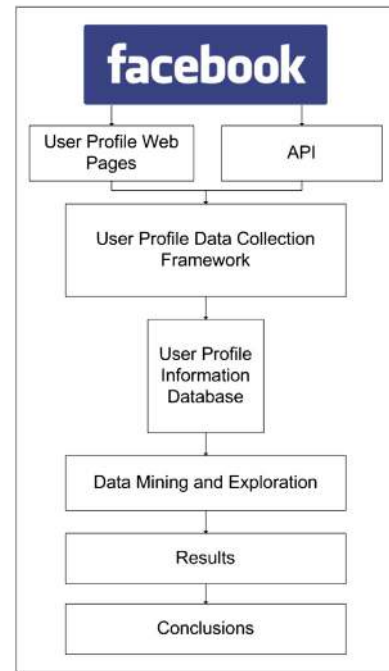 facebook
User Profile Web
Pages
API
User Profile Data Collection
Framework
User Profile
Information
Database
Data Mining and Exploration
Results
Conclusions